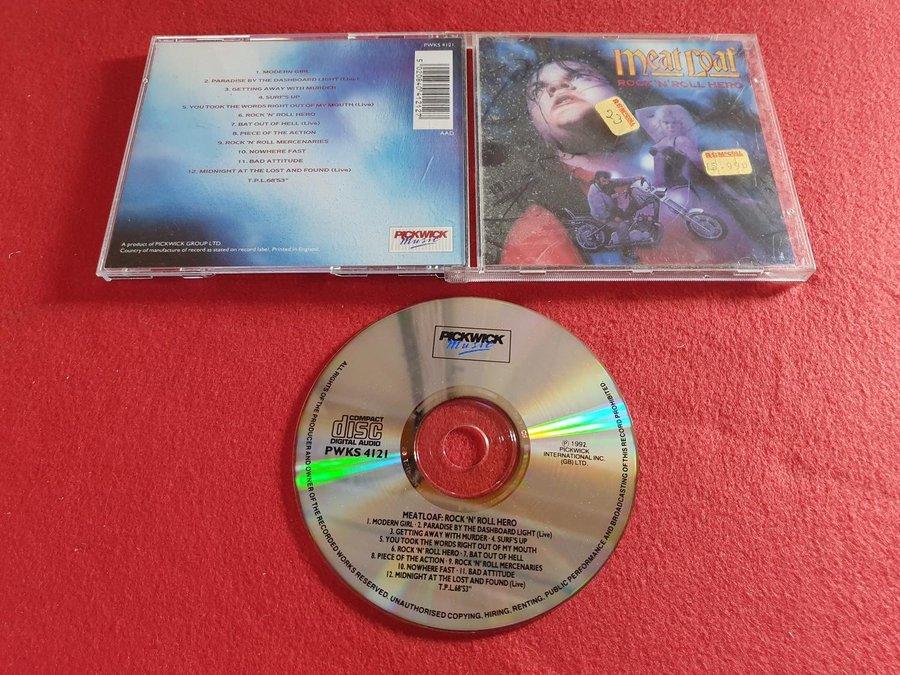 PWKS 4121
1. MODERN GIRL
2. PARADISE BY THE DASHBOARD LIGHT (Live)
3. GETTING AWAY WITH MURDER
4. SURF'S UP
5. YOU TOOK THE WORDS RIGHT OUT OF MY MOUTH (Live)
6. ROCK 'N' ROLL HERO
7. BAT OUT OF HELL (Live)
8. PIECE OF THE ACTION
9. ROCK 'N' ROLL MERCENARIES
10. NOWHERE FAST
11. BAD ATTITUDE
12. MIDNIGHT AT THE LOST AND FOUND (Live)
T.P.L.68'53"
AAD
A product of PICKWICK GROUP LTD.
Country of manufacture of record as stated on record label, Printed in England.
PICKWICK
Music
Meat Loaf
ROCK 'N' ROLL HERO
23
15.990
PICKWICK
Music
COMPACT
disc
DIGITAL AUDIO
PWKS 4121
℗ 1992
PICKWICK
INTERNATIONAL INC.
(GB) LTD.
MEATLOAF: ROCK 'N' ROLL HERO
1. MODERN GIRL · 2. PARADISE BY THE DASHBOARD LIGHT (Live)
3. GETTING AWAY WITH MURDER · 4. SURF'S UP
5. YOU TOOK THE WORDS RIGHT OUT OF MY MOUTH
6. ROCK 'N' ROLL HERO · 7. BAT OUT OF HELL
8. PIECE OF THE ACTION · 9. ROCK 'N' ROLL MERCENARIES
10. NOWHERE FAST · 11. BAD ATTITUDE
12. MIDNIGHT AT THE LOST AND FOUND (Live)
T.P.L.68'53"
ALL RIGHTS OF THE PRODUCER AND OWNER OF THE RECORDED WORKS RESERVED. UNAUTHORISED COPYING, HIRING, RENTING, PUBLIC PERFORMANCE AND BROADCASTING OF THIS RECORD PROHIBITED